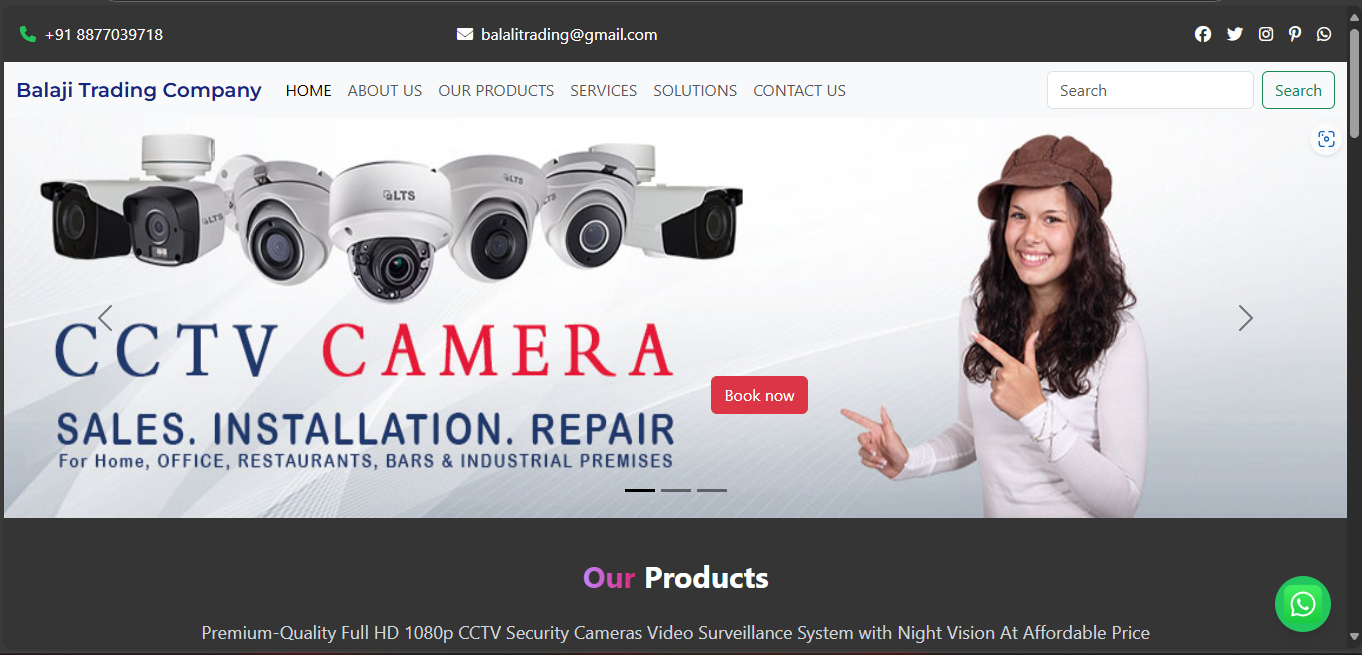 +91 8877039718
balalitrading@gmail.com
Balaji Trading Company HOME ABOUT US OUR PRODUCTS SERVICES SOLUTIONS CONTACT US Search Search
LTS
LTS
LTS
CCTV CAMERA
Book now
SALES. INSTALLATION. REPAIR
For Home, OFFICE, RESTAURANTS, BARS & INDUSTRIAL PREMISES
Our Products
Premium-Quality Full HD 1080p CCTV Security Cameras Video Surveillance System with Night Vision At Affordable Price